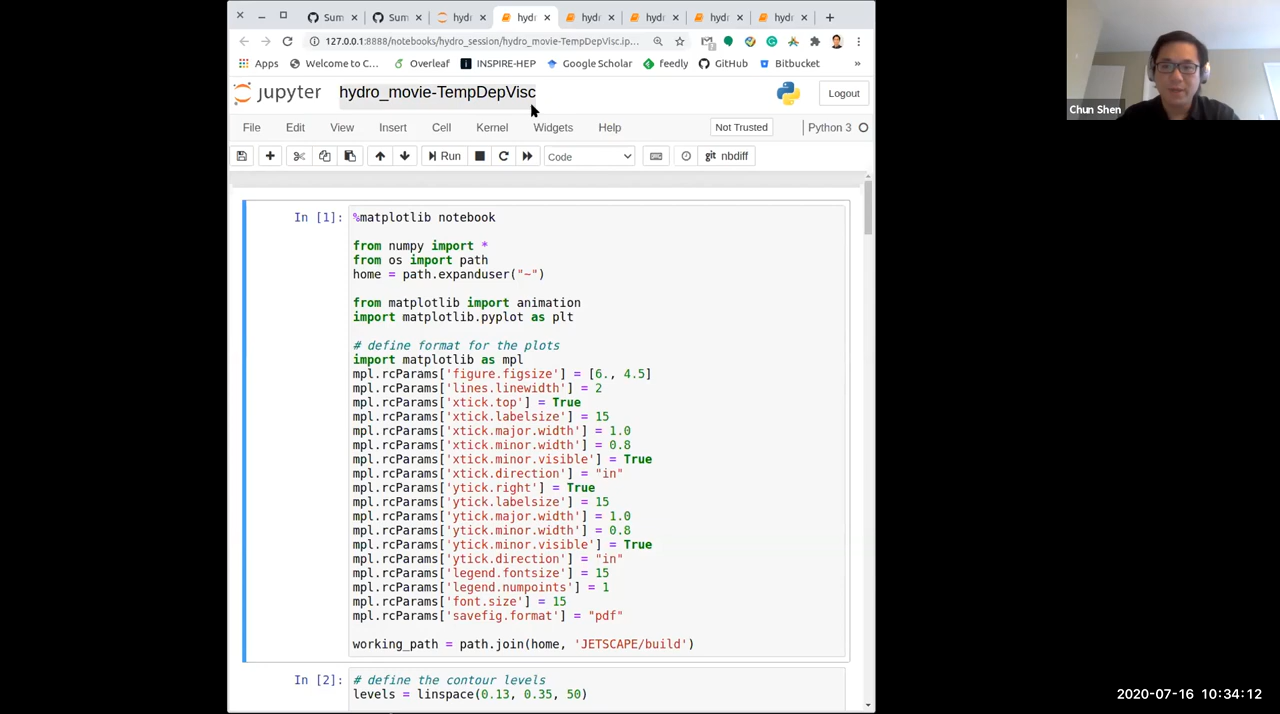 Sum
Sum
hydr
hydr
hydr
hydr
hydr
hydr
127.0.0.1:8888/notebooks/hydro_session/hydro_movie-TempDepVisc.ip...
Apps
Welcome to C...
Overleaf
INSPIRE-HEP
Google Scholar
feedly
GitHub
Bitbucket
»
jupyter
hydro_movie-TempDepVisc
Logout
File
Edit
View
Insert
Cell
Kernel
Widgets
Help
Not Trusted
Python 3
Run
Code
git nbdiff
In [1]:
%matplotlib notebook
from numpy import *
from os import path
home = path.expanduser("~")
from matplotlib import animation
import matplotlib.pyplot as plt
# define format for the plots
import matplotlib as mpl
mpl.rcParams['figure.figsize'] = [6., 4.5]
mpl.rcParams['lines.linewidth'] = 2
mpl.rcParams['xtick.top'] = True
mpl.rcParams['xtick.labelsize'] = 15
mpl.rcParams['xtick.major.width'] = 1.0
mpl.rcParams['xtick.minor.width'] = 0.8
mpl.rcParams['xtick.minor.visible'] = True
mpl.rcParams['xtick.direction'] = "in"
mpl.rcParams['ytick.right'] = True
mpl.rcParams['ytick.labelsize'] = 15
mpl.rcParams['ytick.major.width'] = 1.0
mpl.rcParams['ytick.minor.width'] = 0.8
mpl.rcParams['ytick.minor.visible'] = True
mpl.rcParams['ytick.direction'] = "in"
mpl.rcParams['legend.fontsize'] = 15
mpl.rcParams['legend.numpoints'] = 1
mpl.rcParams['font.size'] = 15
mpl.rcParams['savefig.format'] = "pdf"
working_path = path.join(home, 'JETSCAPE/build')
In [2]:
# define the contour levels
levels = linspace(0.13, 0.35, 50)
Chun Shen
2020-07-16 10:34:12